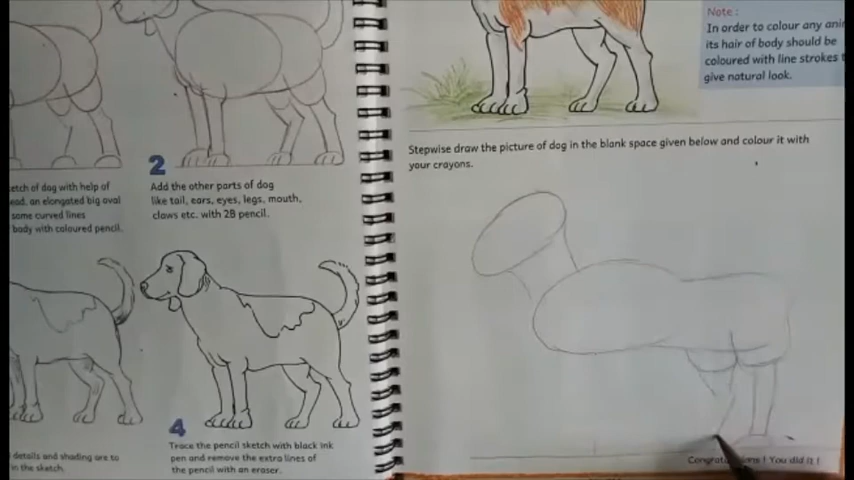 etch of dog with help of
ead, an elongated big oval
some curved lines
body with coloured pencil.
2
Add the other parts of dog
like tail, ears, eyes, legs, mouth,
claws etc. with 2B pencil.
details and shading are to
in the sketch.
4
Trace the pencil sketch with black ink
pen and remove the extra lines of
the pencil with an eraser.
Note :
In order to colour any
its hair of body should be
coloured with line strokes
give natural look.
Stepwise draw the picture of dog in the blank space given below and colour it with
your crayons.
You did it !